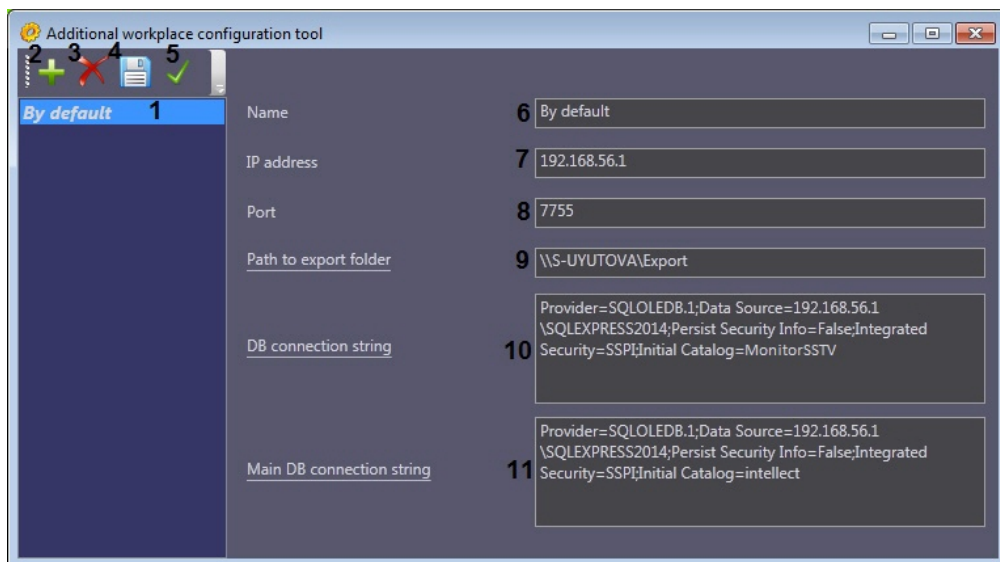 Additional workplace configuration tool
2 3 4 5
By default 1
Name 6 By default
IP address 7 192.168.56.1
Port 8 7755
Path to export folder 9 \\S-UYUTOVA\Export
Provider=SQLOLEDB.1;Data Source=192.168.56.1
\SQLEXPRESS2014;Persist Security Info=False;Integrated
DB connection string 10 Security=SSPI;Initial Catalog=MonitorSSTV
Provider=SQLOLEDB.1;Data Source=192.168.56.1
\SQLEXPRESS2014;Persist Security Info=False;Integrated
Main DB connection string 11 Security=SSPI;Initial Catalog=intellect